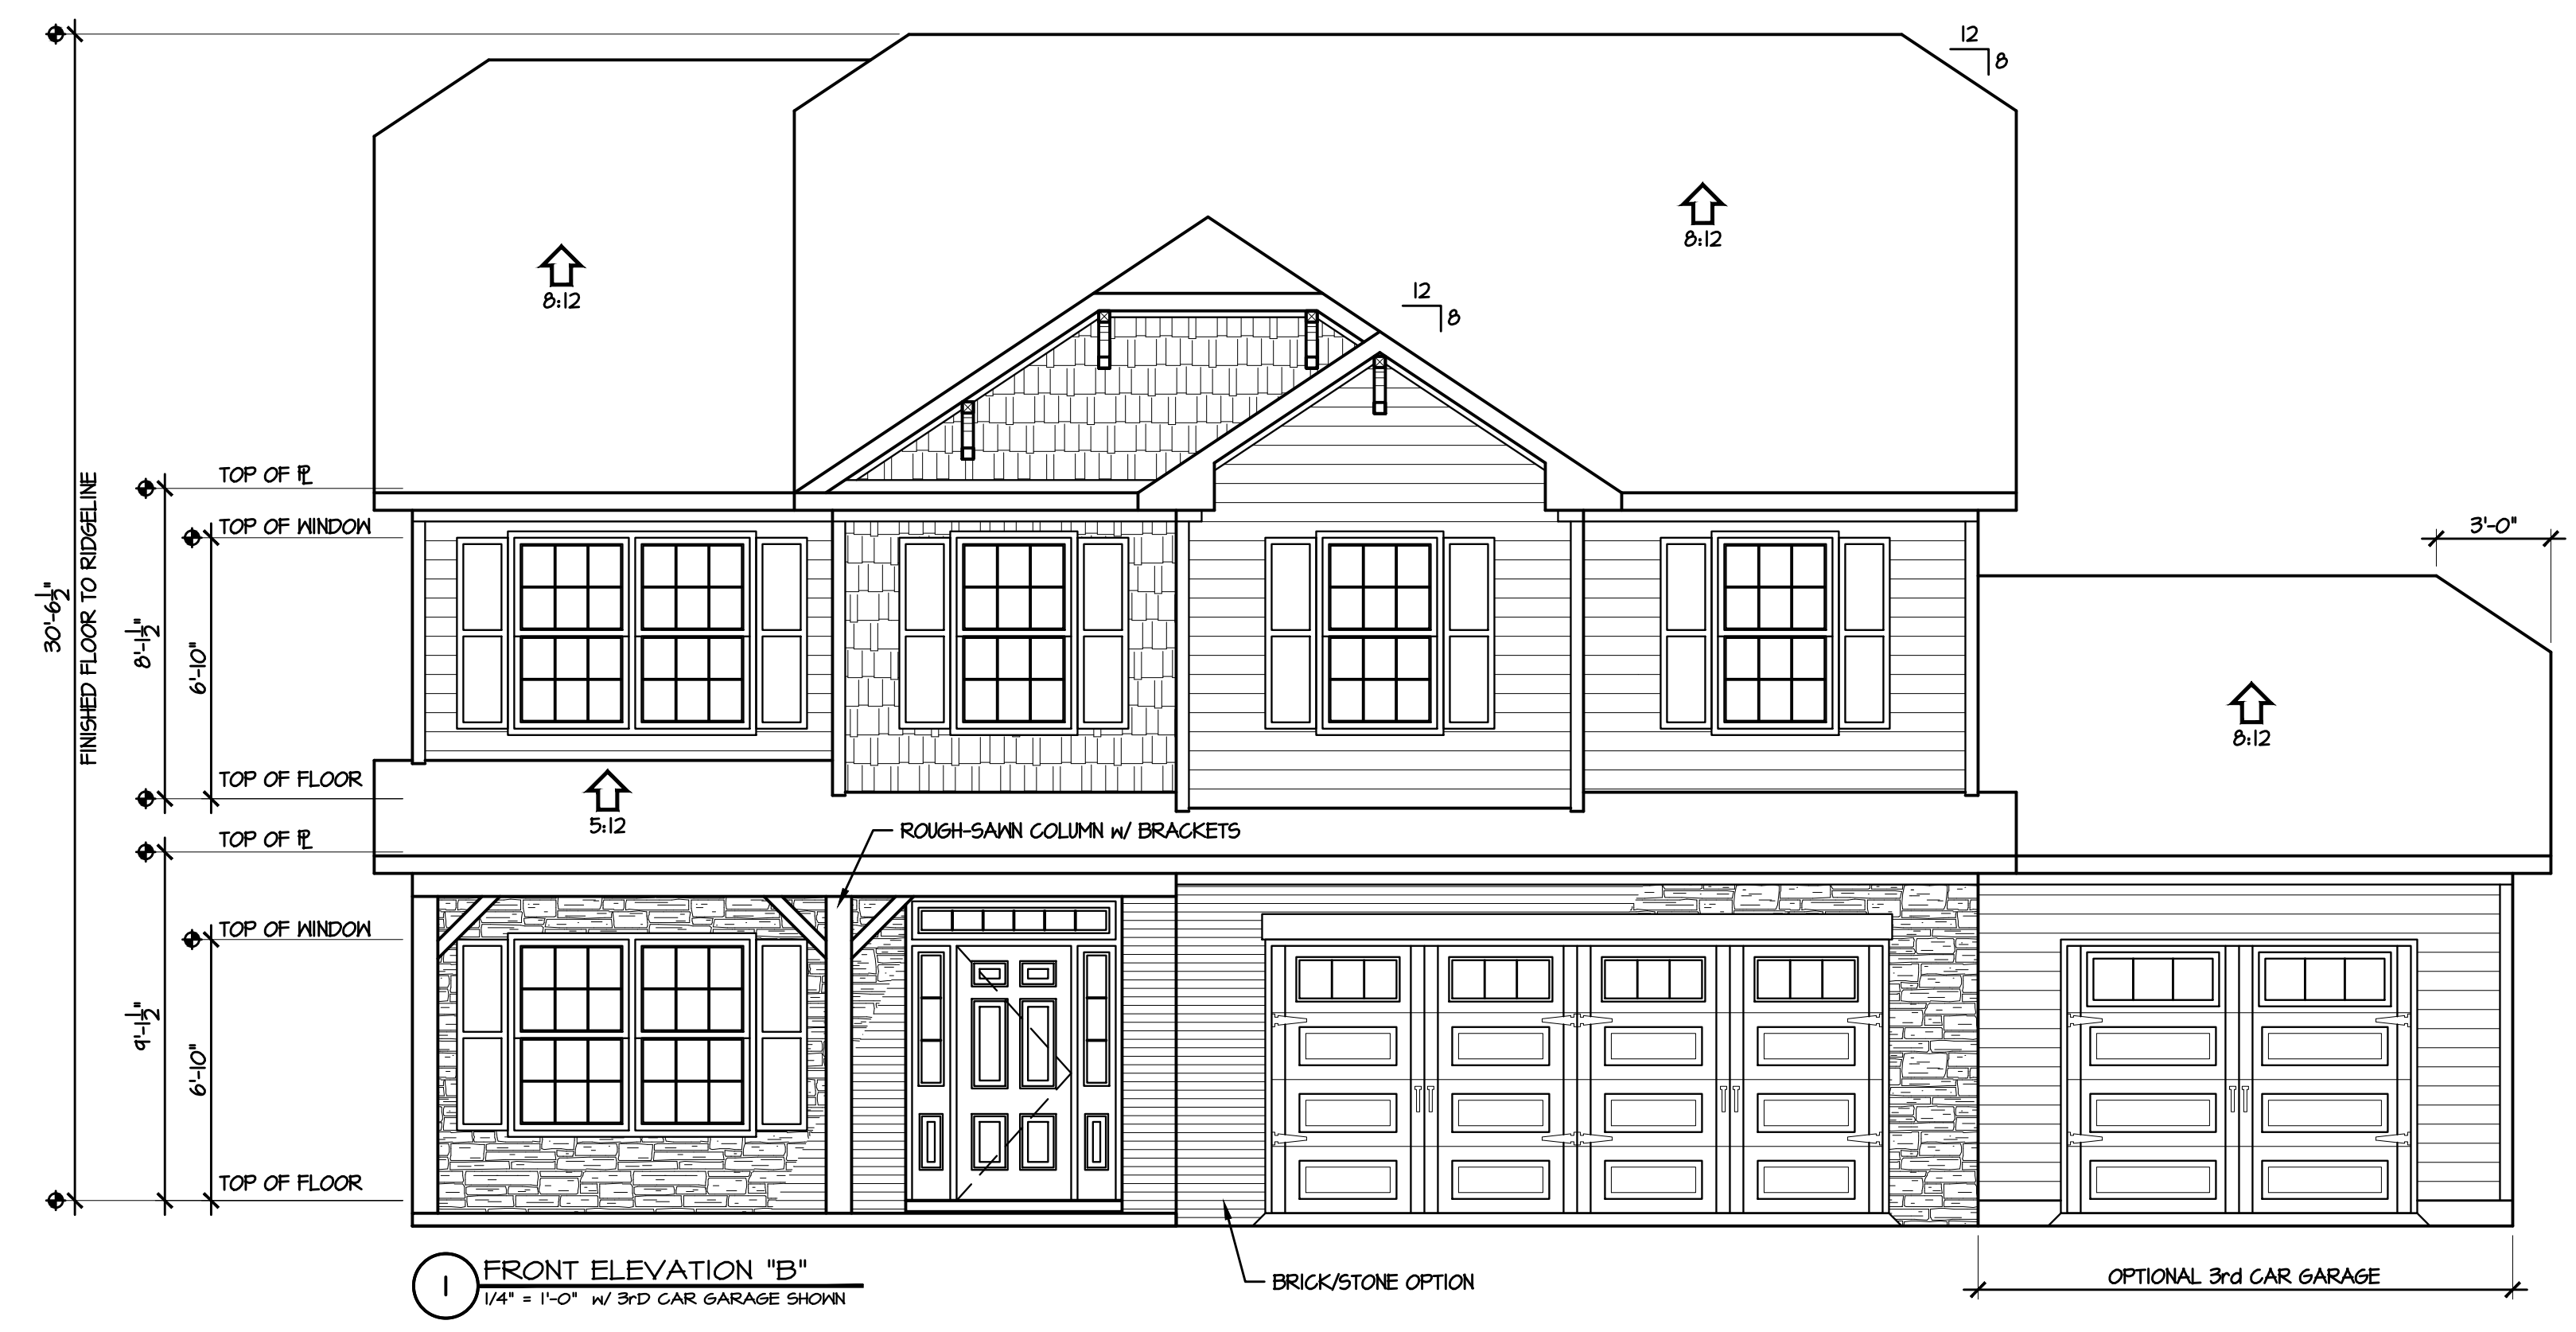 12
8
8:12
8:12
12
8
TOP OF PL
TOP OF WINDOW
3'-0"
30'-6 1/2"
FINISHED FLOOR TO RIDGELINE
8'-1 1/2"
6'-10"
8:12
TOP OF FLOOR
5:12
TOP OF PL
ROUGH-SAWN COLUMN w/ BRACKETS
TOP OF WINDOW
9'-1 1/2"
6'-10"
TOP OF FLOOR
1
FRONT ELEVATION "B"
1/4" = 1'-0" w/ 3rD CAR GARAGE SHOWN
BRICK/STONE OPTION
OPTIONAL 3rd CAR GARAGE